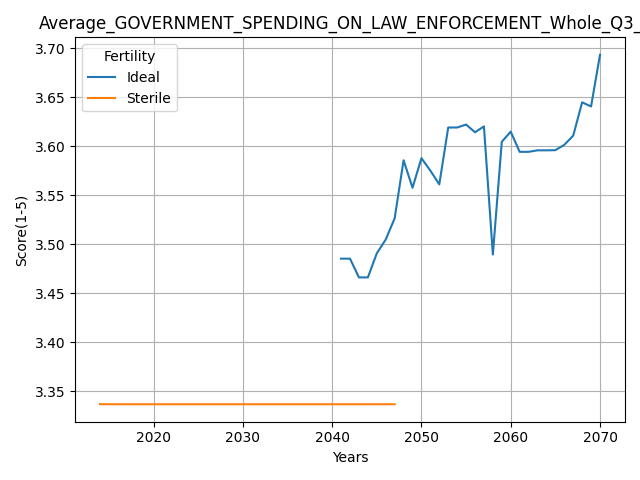 Average_GOVERNMENT_SPENDING_ON_LAW_ENFORCEMENT_Whole_Q3_
Fertility
Ideal
Sterile
3.70
3.65
3.60
3.55
3.50
3.45
3.40
3.35
Score(1-5)
2020 2030 2040 2050 2060 2070
Years